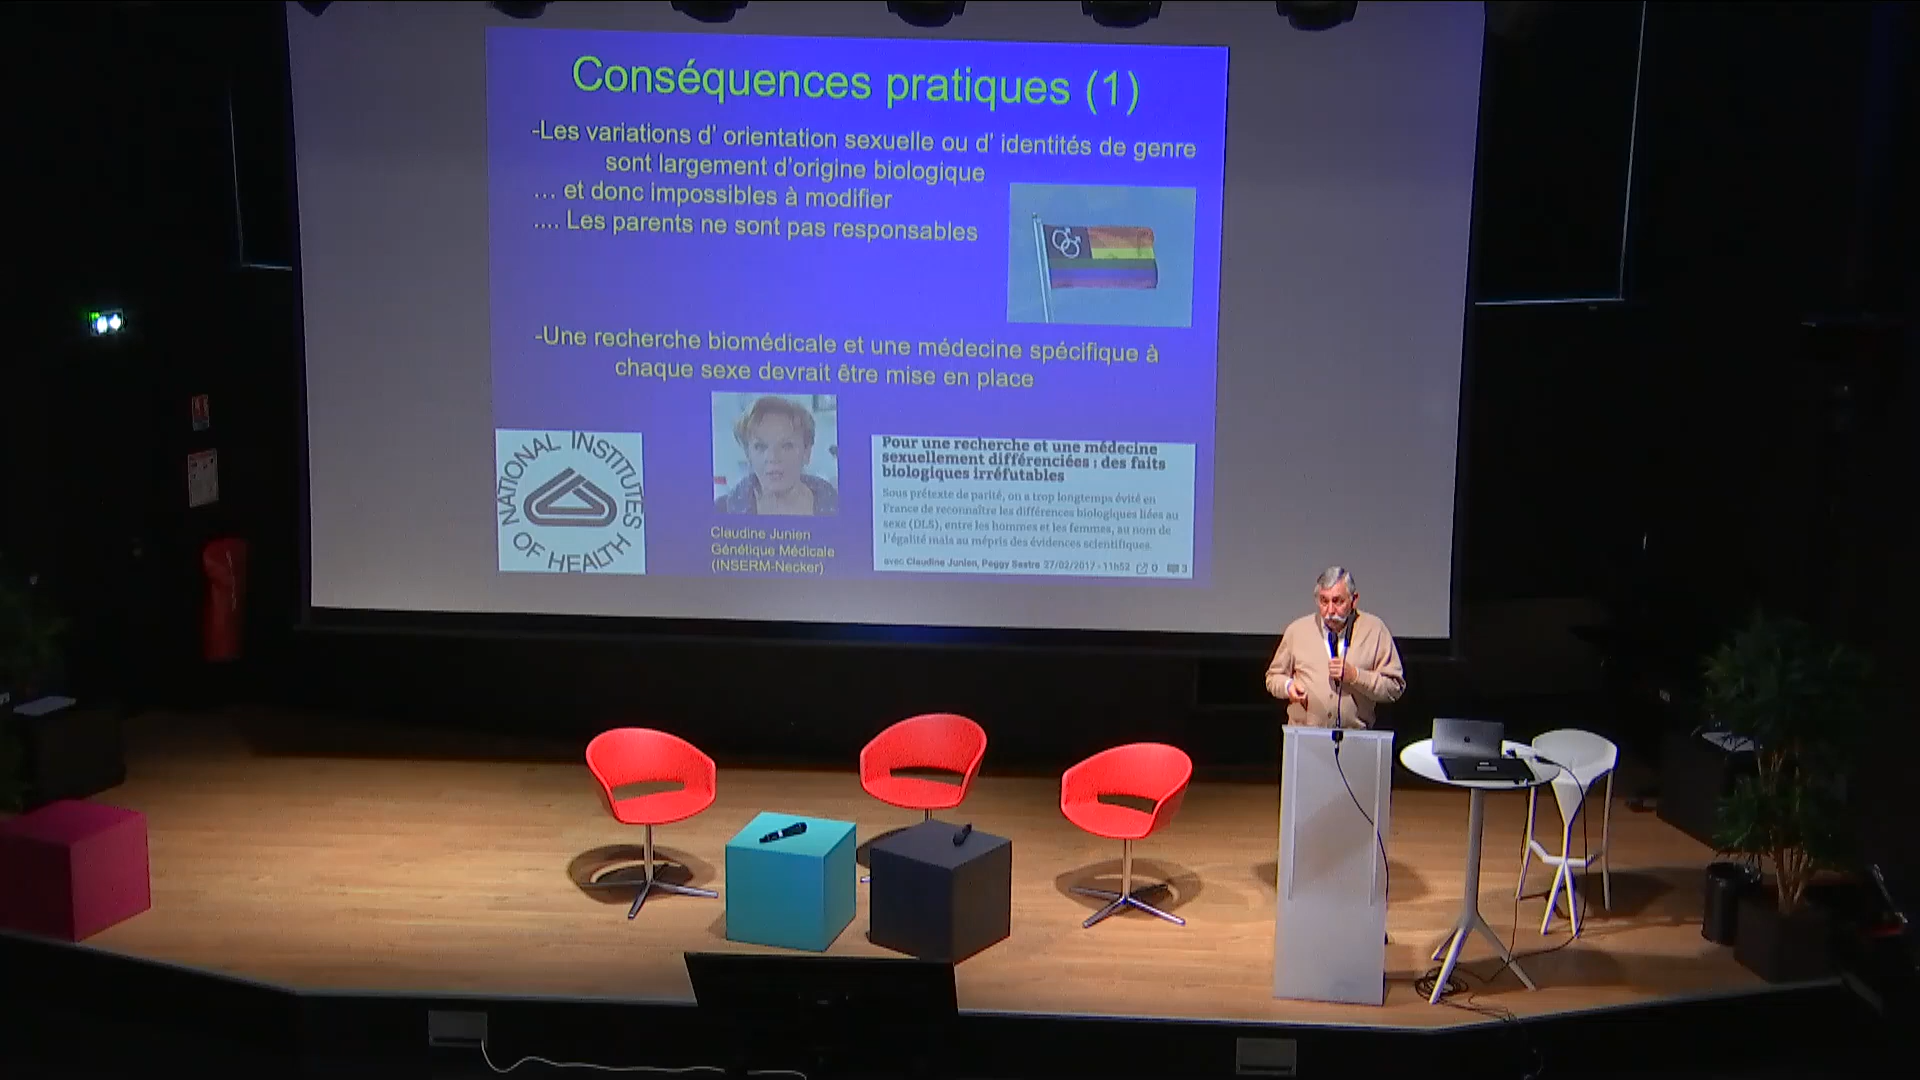 Conséquences pratiques (1)
-Les variations d' orientation sexuelle ou d' identités de genre
sont largement d'origine biologique
... et donc impossibles à modifier
.... Les parents ne sont pas responsables
-Une recherche biomédicale et une médecine spécifique à
chaque sexe devrait être mise en place
NATIONAL INSTITUTES
OF HEALTH
Claudine Junien
Génétique Médicale
(INSERM-Necker)
Pour une recherche et une médecine
sexuellement différenciées : des faits
biologiques irréfutables
Sous prétexte de parité, on a trop longtemps évité en
France de reconnaître les différences biologiques liées au
sexe (DLS), entre les hommes et les femmes, au nom de
l'égalité mais au mépris des évidences scientifiques.
avec Claudine Junien, Peggy Sastre 27/02/2017 - 11h52 0 3